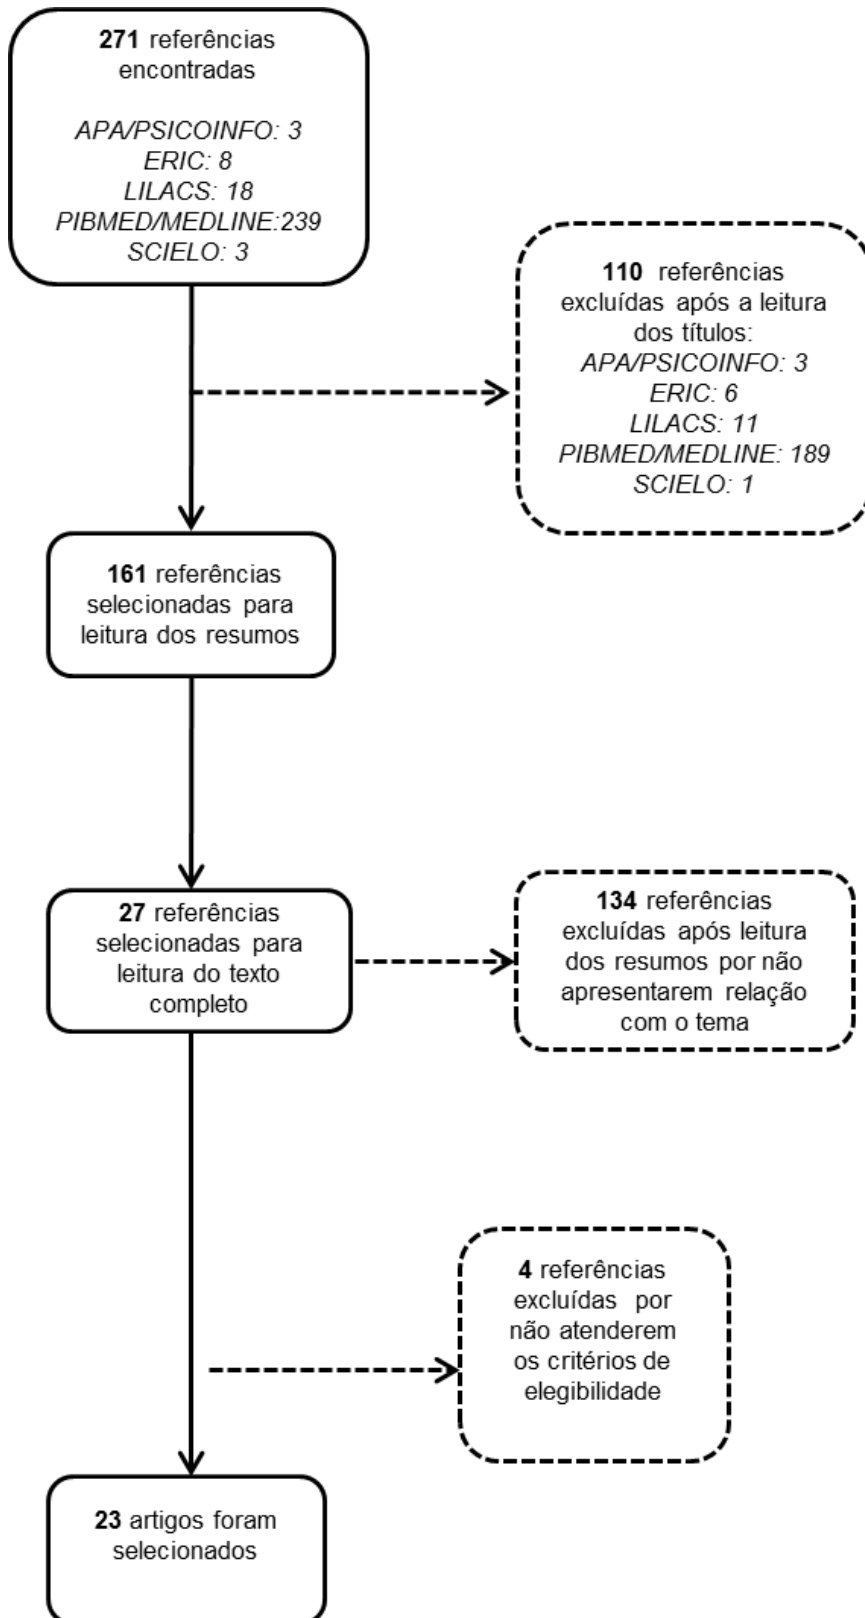 271 referências
encontradas
APA/PSICOINFO: 3
ERIC: 8
LILACS: 18
PIBMED/MEDLINE:239
SCIELO: 3
110 referências
excluídas após a leitura
dos títulos:
APA/PSICOINFO: 3
ERIC: 6
LILACS: 11
PIBMED/MEDLINE: 189
SCIELO: 1
161 referências
selecionadas para
leitura dos resumos
27 referências
selecionadas para
leitura do texto
completo
134 referências
excluídas após leitura
dos resumos por não
apresentarem relação
com o tema
4 referências
excluídas por
não atenderem
os critérios de
elegibilidade
23 artigos foram
selecionados